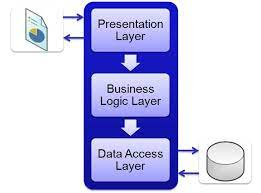 Presentation
Layer
Business
Logic Layer
Data Access
Layer